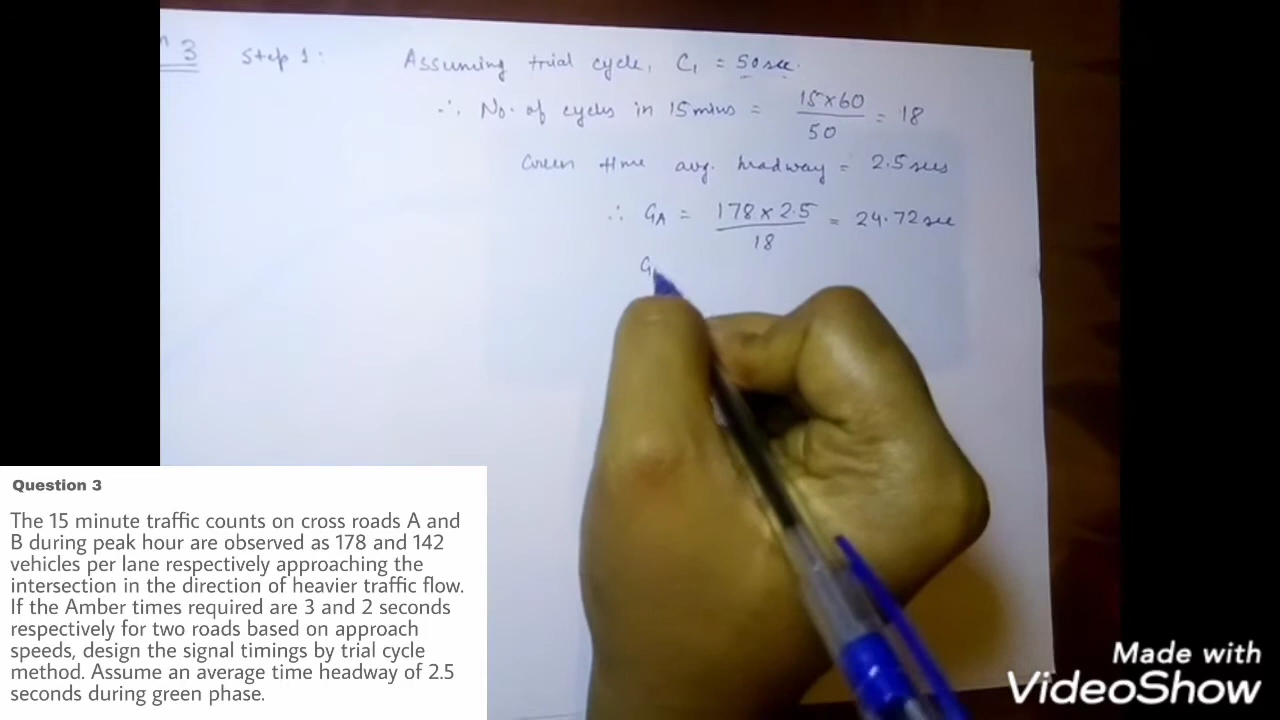 3 Step 1: Assuming trial cycle, C₁ = 50 sec.
∴ No. of cycles in 15 mins = 15×60 / 50 = 18
Green time avg. headway = 2.5 secs
∴ GA = 178 × 2.5 / 18 = 24.72 sec
G
Question 3
The 15 minute traffic counts on cross roads A and
B during peak hour are observed as 178 and 142
vehicles per lane respectively approaching the
intersection in the direction of heavier traffic flow.
If the Amber times required are 3 and 2 seconds
respectively for two roads based on approach
speeds, design the signal timings by trial cycle
method. Assume an average time headway of 2.5
seconds during green phase.
Made with
VideoShow